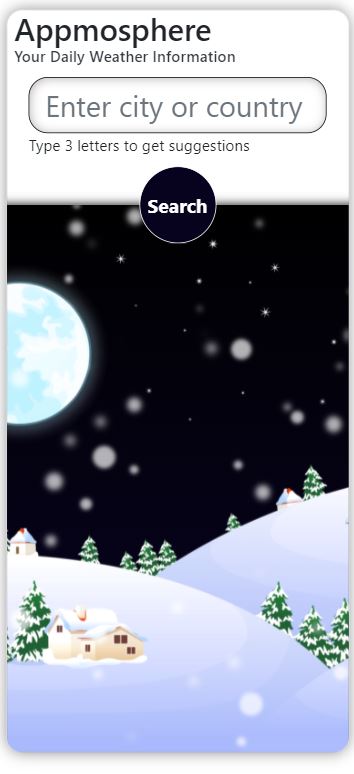 Appmosphere
Your Daily Weather Information
Enter city or country
Type 3 letters to get suggestions
Search